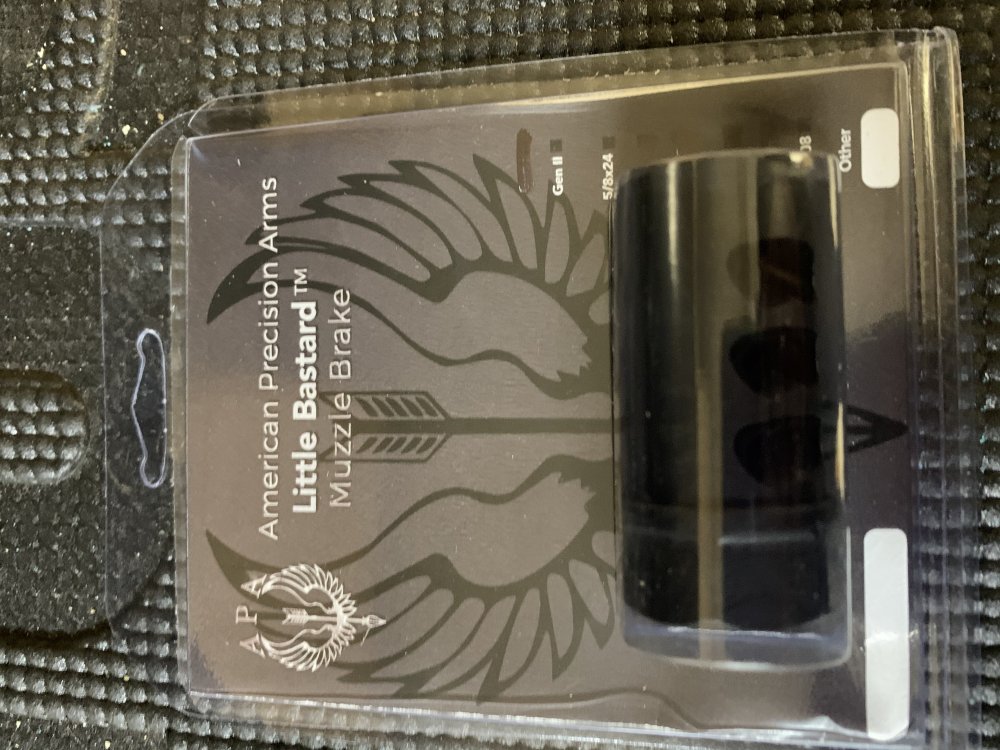 APA
American Precision Arms
Little Bastard™
Muzzle Brake
Gen II
5/8x24
Other